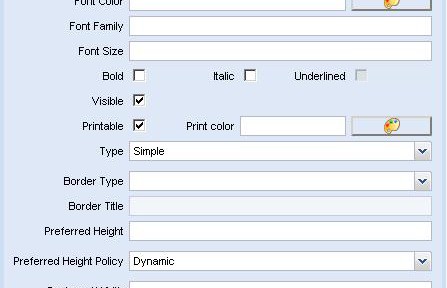 Font Color
Font Family
Font Size
Bold Italic Underlined
Visible
Printable Print color
Type Simple
Border Type
Border Title
Preferred Height
Preferred Height Policy Dynamic